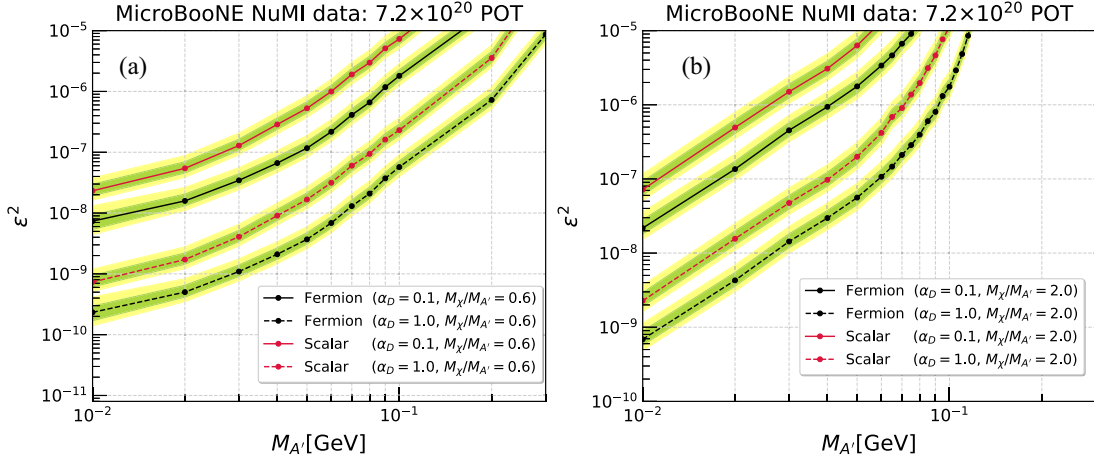 MicroBooNE NuMI data: 7.2×10²⁰ POT
(a)
10⁻⁵
10⁻⁶
10⁻⁷
10⁻⁸
10⁻⁹
10⁻¹⁰
10⁻¹¹
ε²
Fermion (α_D = 0.1, M_χ/M_A′ = 0.6)
Fermion (α_D = 1.0, M_χ/M_A′ = 0.6)
Scalar (α_D = 0.1, M_χ/M_A′ = 0.6)
Scalar (α_D = 1.0, M_χ/M_A′ = 0.6)
10⁻² 10⁻¹
M_A′[GeV]
MicroBooNE NuMI data: 7.2×10²⁰ POT
(b)
10⁻⁵
10⁻⁶
10⁻⁷
10⁻⁸
10⁻⁹
10⁻¹⁰
ε²
Fermion (α_D = 0.1, M_χ/M_A′ = 2.0)
Fermion (α_D = 1.0, M_χ/M_A′ = 2.0)
Scalar (α_D = 0.1, M_χ/M_A′ = 2.0)
Scalar (α_D = 1.0, M_χ/M_A′ = 2.0)
10⁻² 10⁻¹
M_A′[GeV]